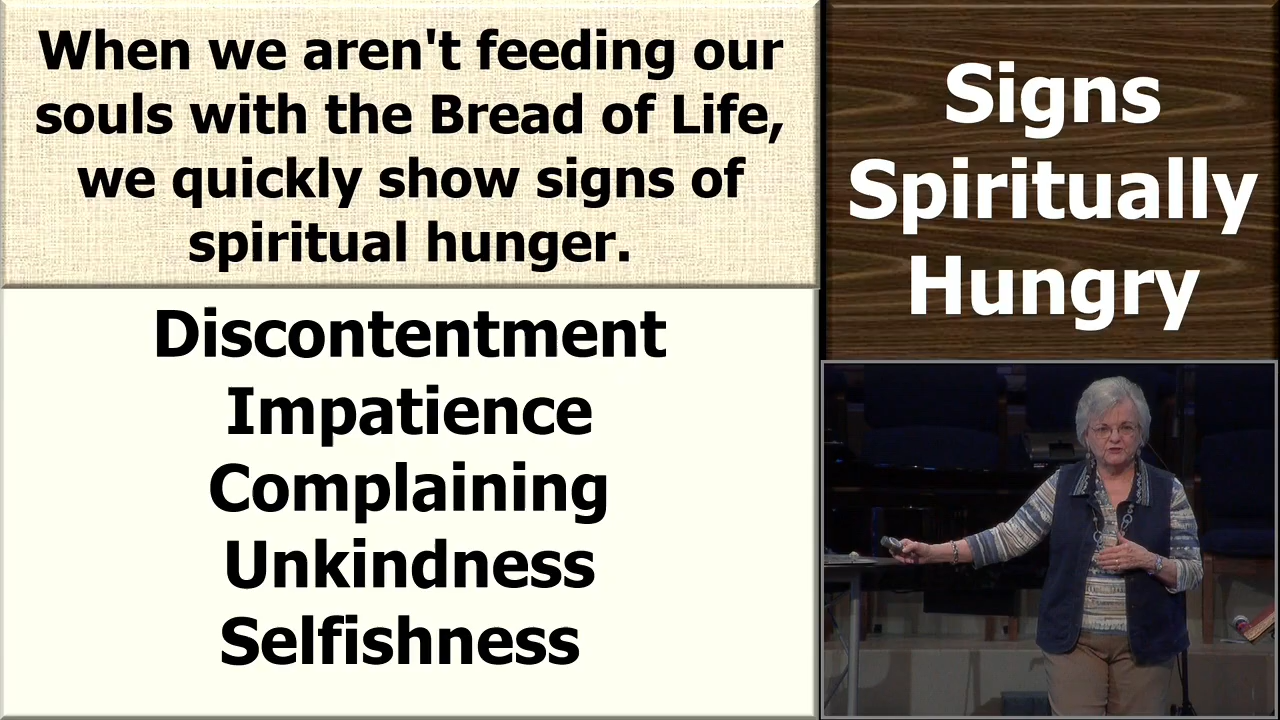 When we aren't feeding our
souls with the Bread of Life,
we quickly show signs of
spiritual hunger.
Discontentment
Impatience
Complaining
Unkindness
Selfishness
Signs
Spiritually
Hungry